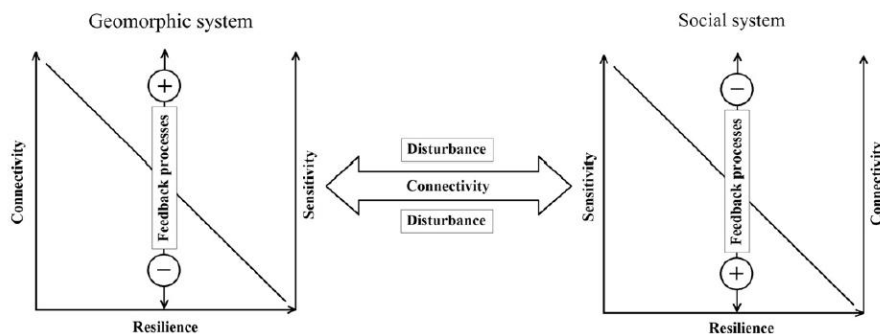 Geomorphic system
Social system
Connectivity
+
Feedback processes
−
Sensitivity
Resilience
Disturbance
Connectivity
Disturbance
Sensitivity
−
Feedback processes
+
Connectivity
Resilience